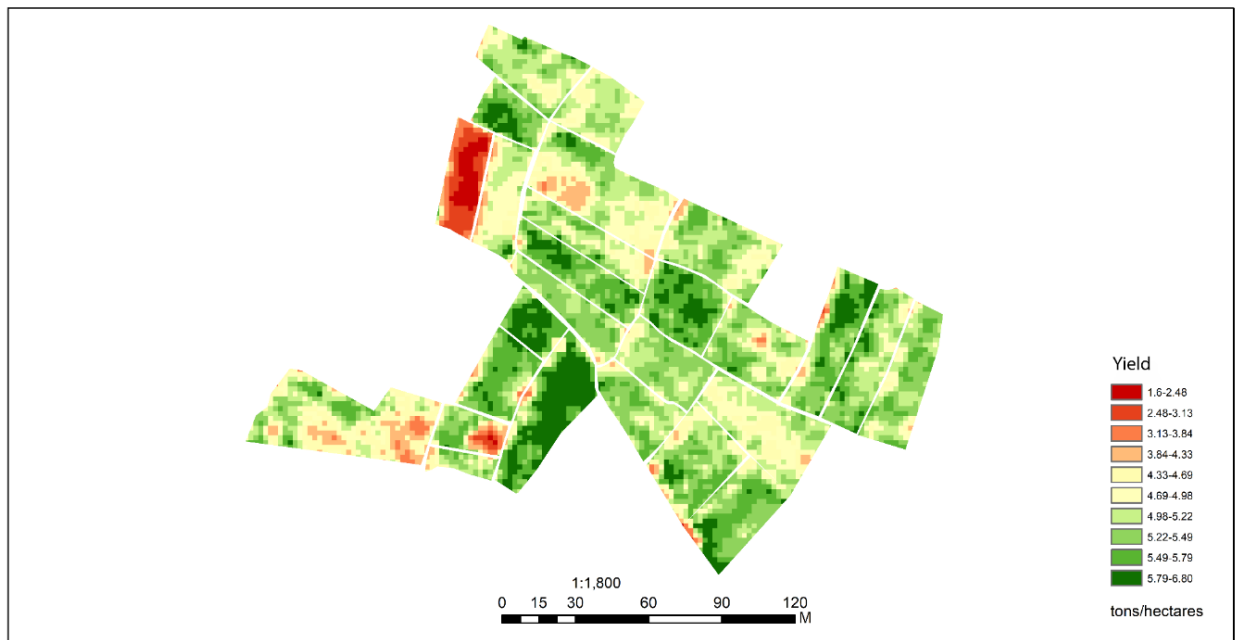 Yield
1.6-2.48
2.48-3.13
3.13-3.84
3.84-4.33
4.33-4.69
4.69-4.98
4.98-5.22
5.22-5.49
5.49-5.79
5.79-6.80
tons/hectares
1:1,800
0 15 30 60 90 120
M